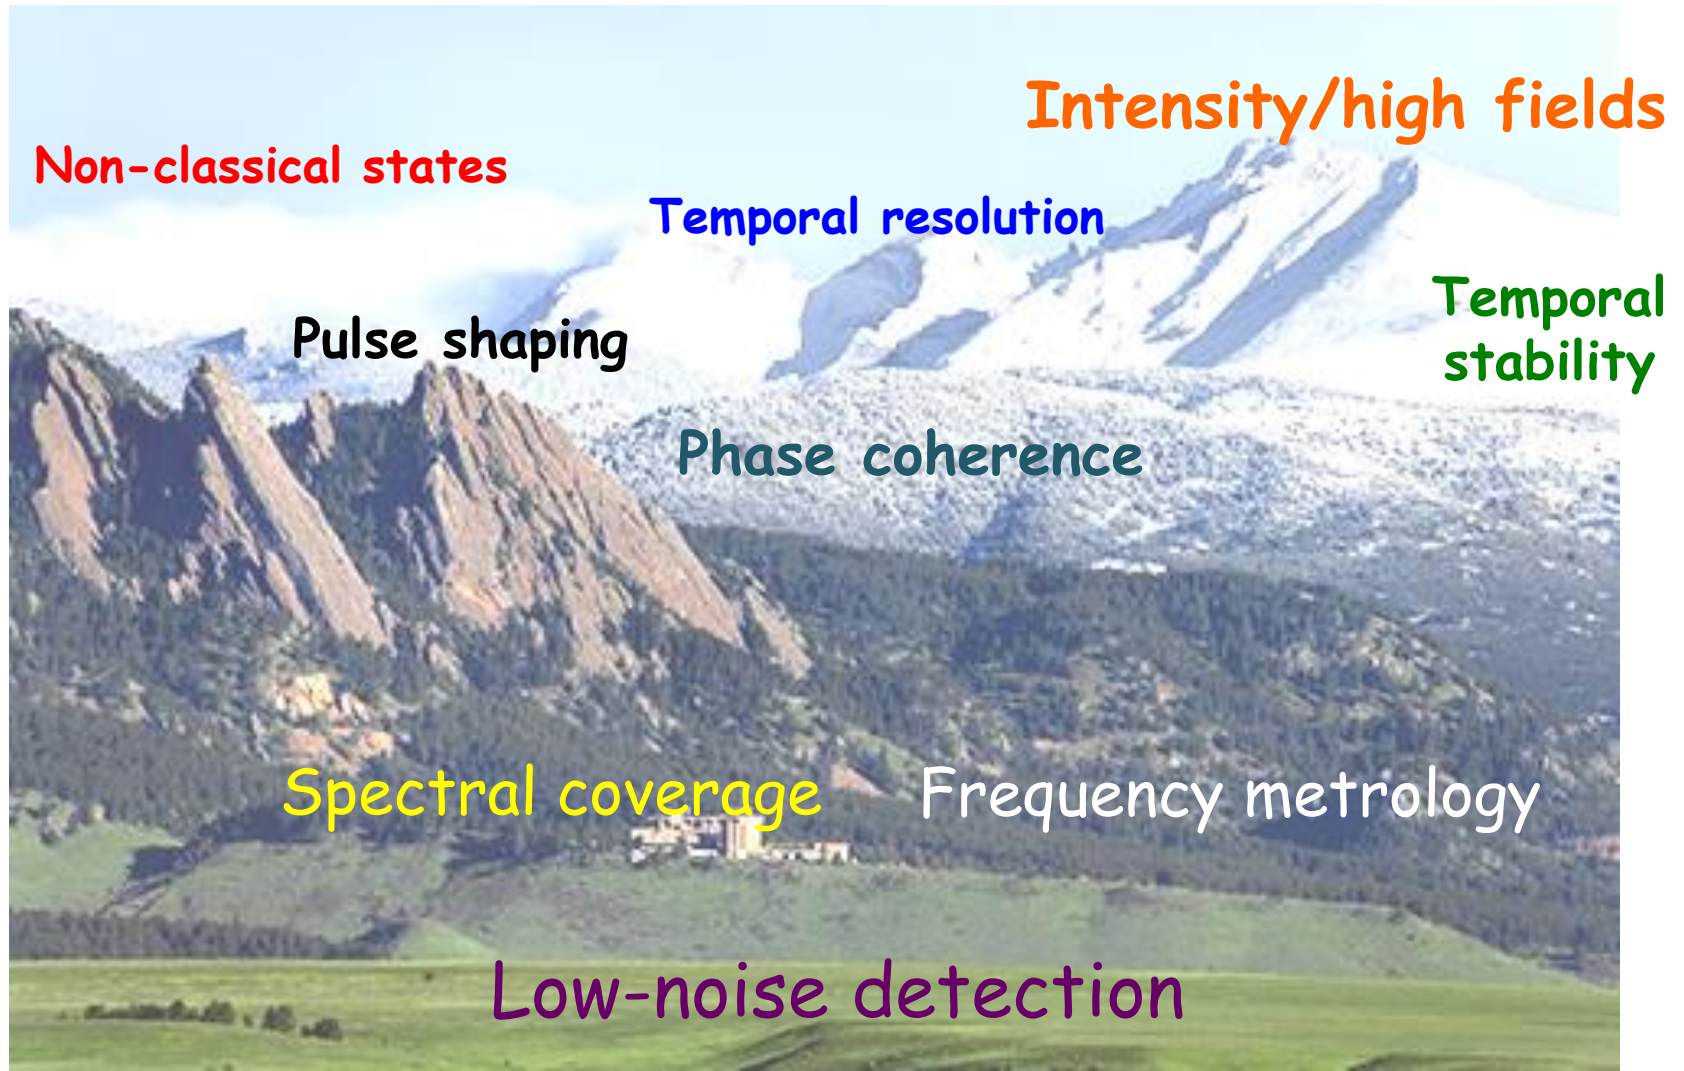 Intensity/high fields
Non-classical states
Temporal resolution
Temporal
stability
Pulse shaping
Phase coherence
Spectral coverage
Frequency metrology
Low-noise detection